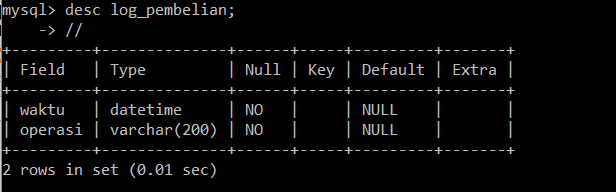 mysql> desc log_pembelian;
    -> //
+---------+--------------+------+-----+---------+-------+
| Field   | Type         | Null | Key | Default | Extra |
+---------+--------------+------+-----+---------+-------+
| waktu   | datetime     | NO   |     | NULL    |       |
| operasi | varchar(200) | NO   |     | NULL    |       |
+---------+--------------+------+-----+---------+-------+
2 rows in set (0.01 sec)